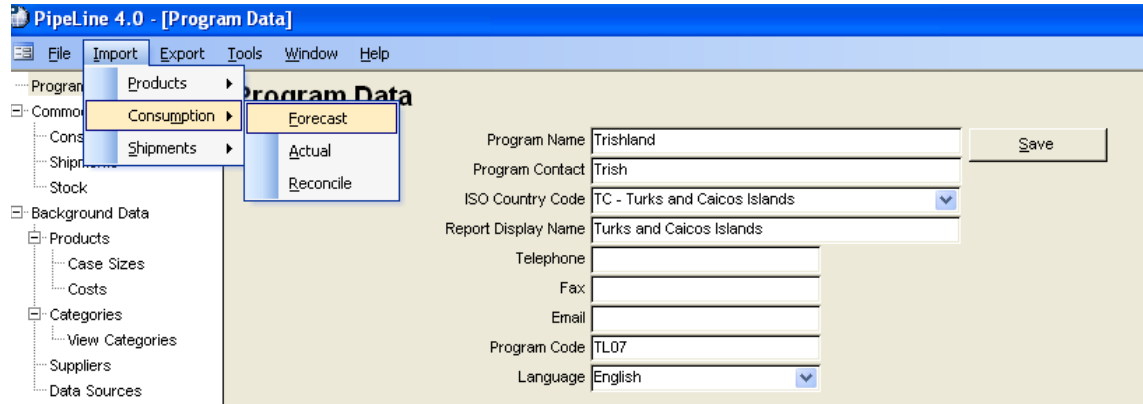 PipeLine 4.0 - [Program Data]
File Import Export Tools Window Help
Program Data
Products
Consumption
Shipments
Forecast
Actual
Reconcile
Stock
Background Data
Products
Case Sizes
Costs
Categories
View Categories
Suppliers
Data Sources
Program Name Trishland
Save
Program Contact Trish
ISO Country Code TC - Turks and Caicos Islands
Report Display Name Turks and Caicos Islands
Telephone
Fax
Email
Program Code TL07
Language English